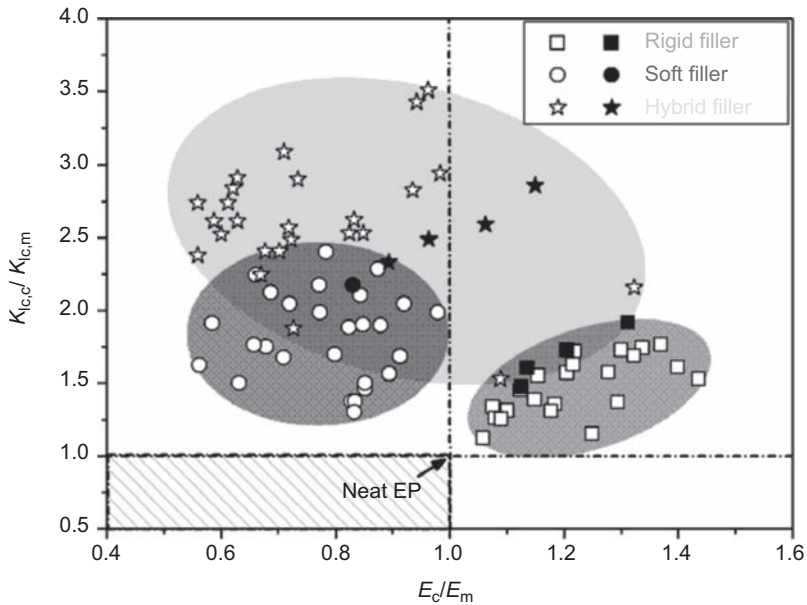 4.0
3.5
3.0
2.5
2.0
1.5
1.0
0.5
K_Ic,c / K_Ic,m
Rigid filler
Soft filler
Hybrid filler
Neat EP
0.4 0.6 0.8 1.0 1.2 1.4 1.6
E_c/E_m